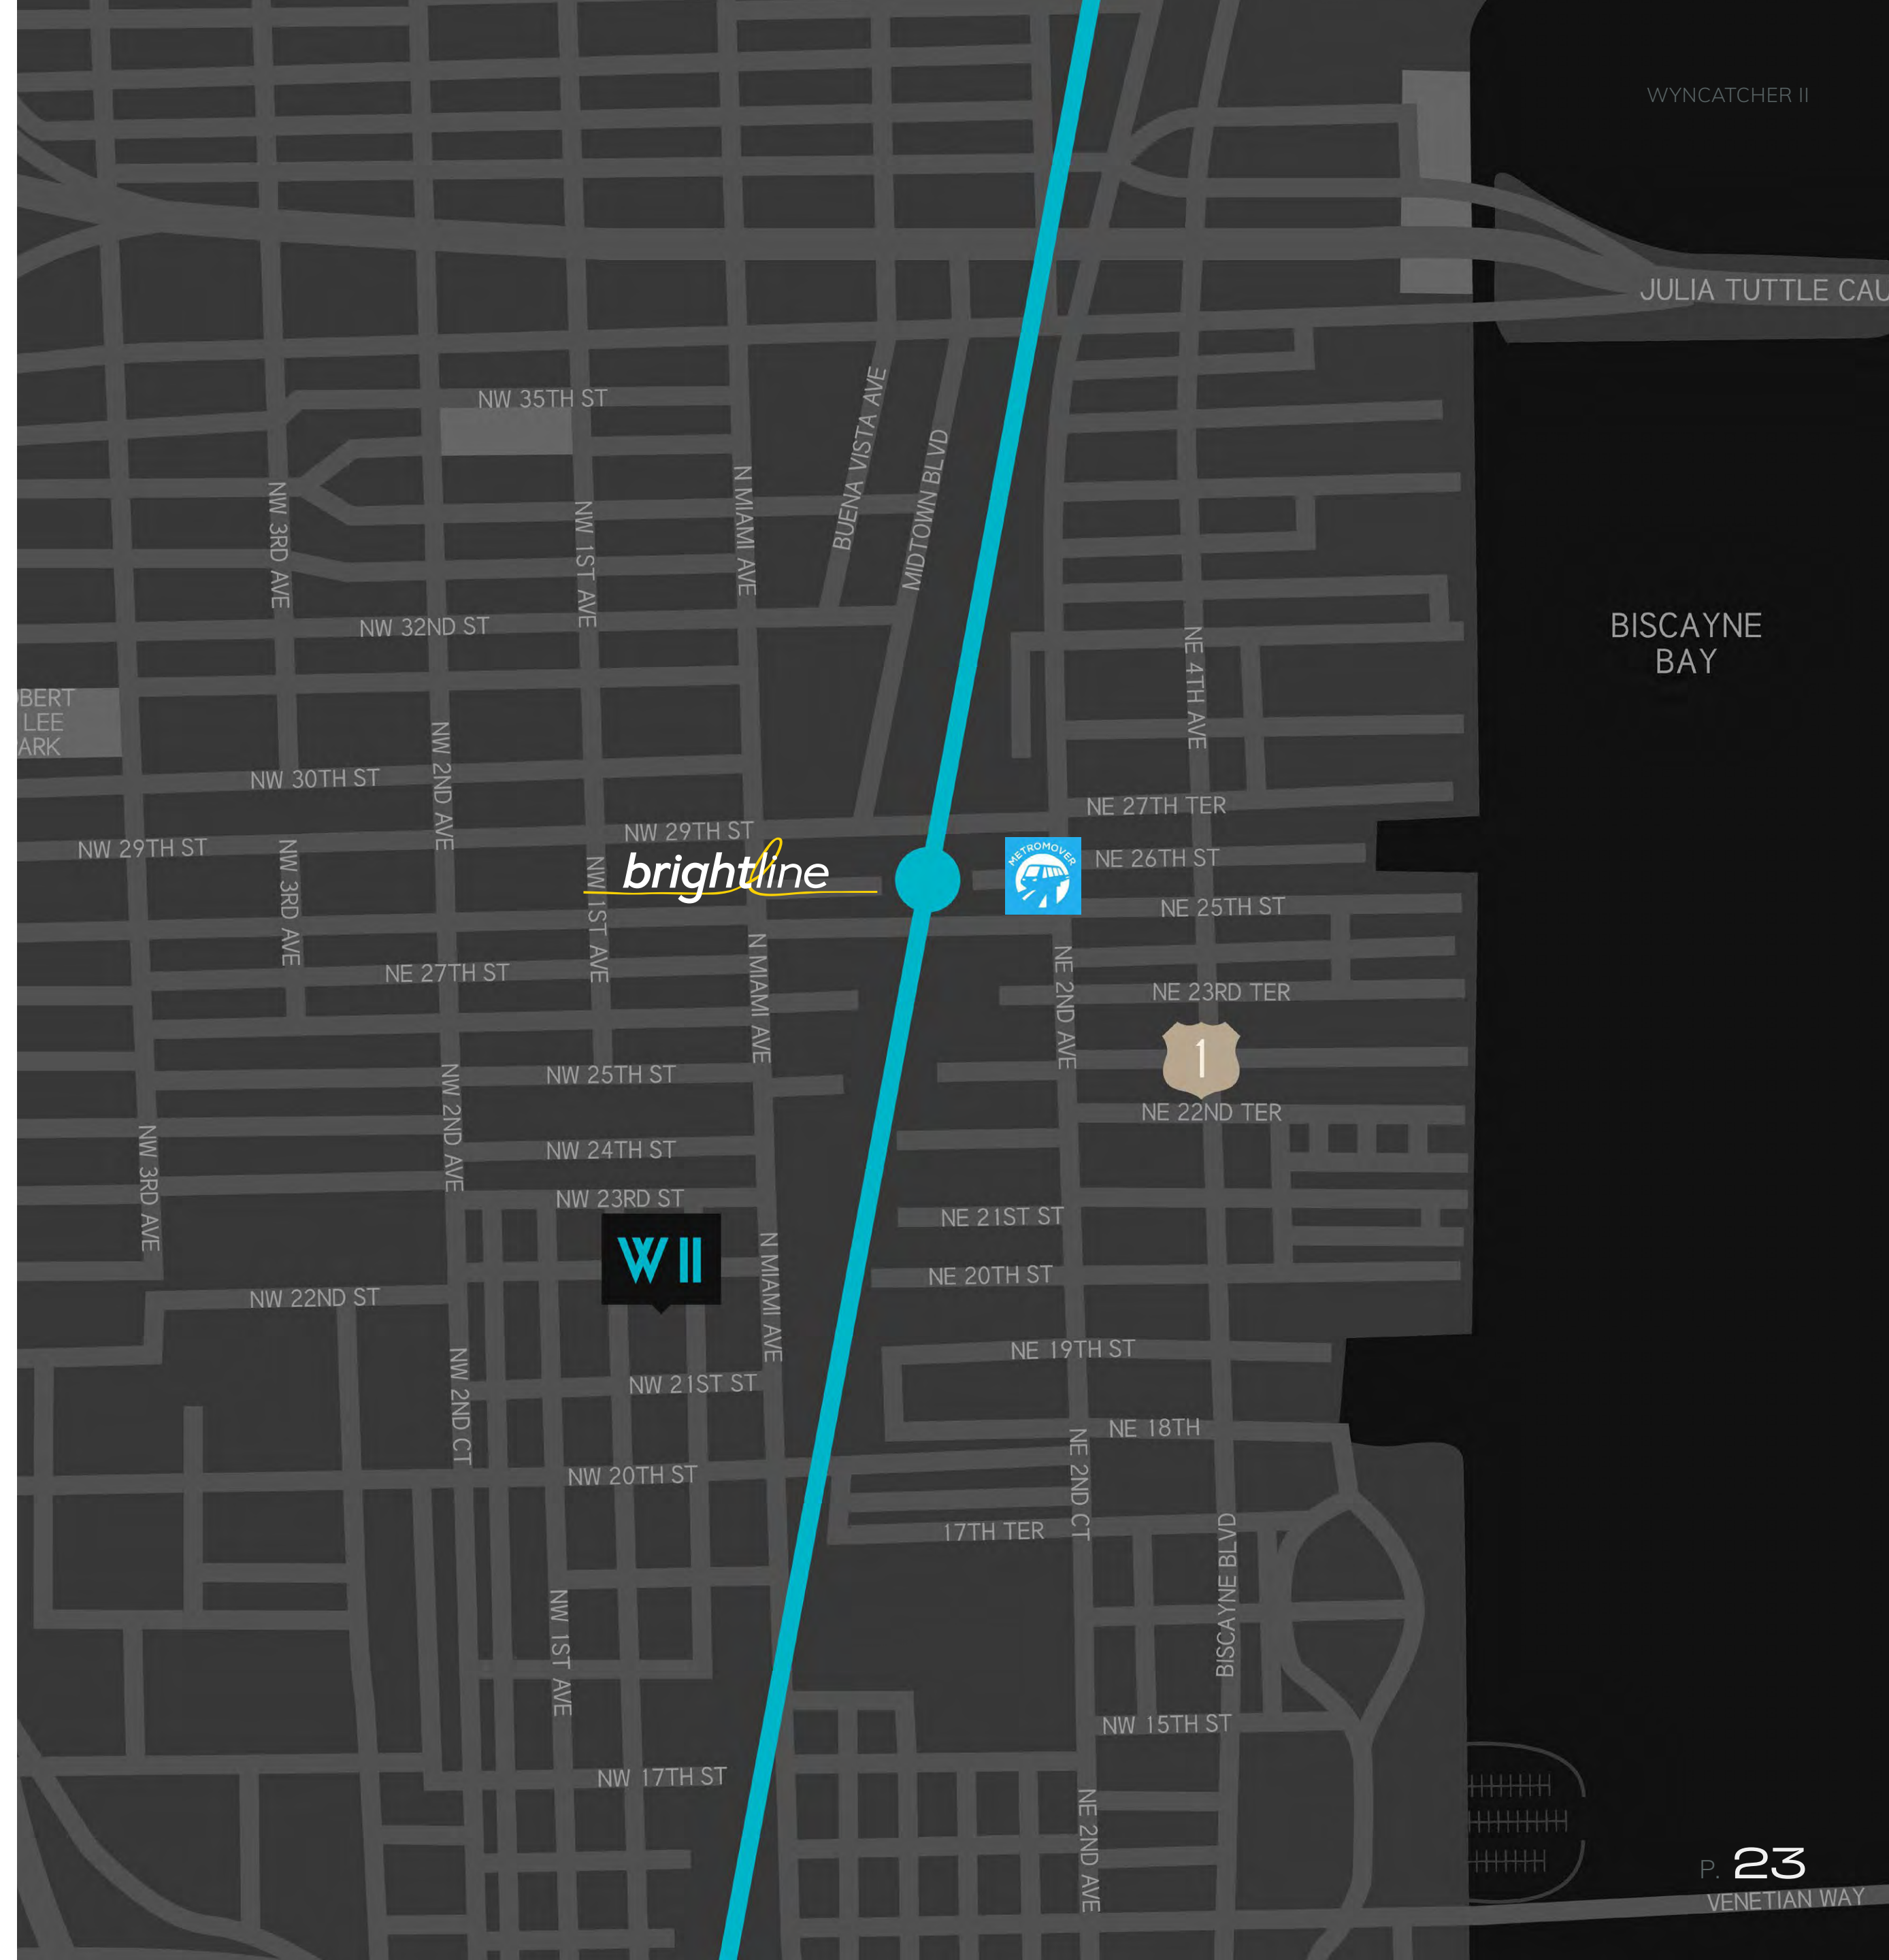 WYNCATCHER II
JULIA TUTTLE CAU
NW 35TH ST
BUENA VISTA AVE
MIDTOWN BLVD
N MIAMI AVE
NW 3RD AVE
NW 1ST AVE
NW 32ND ST
BISCAYNE
BAY
NE 4TH AVE
OBERT
LEE
ARK
NW 2ND AVE
NW 30TH ST
NE 27TH TER
NW 29TH ST
NW 29TH ST
brightline
METROMOVER
NE 26TH ST
NW 3RD AVE
NW 1ST AVE
NE 25TH ST
N MIAMI AVE
NE 2ND AVE
NE 27TH ST
NE 23RD TER
1
NW 25TH ST
NW 2ND AVE
NE 22ND TER
NW 3RD AVE
NW 24TH ST
NW 23RD ST
NE 21ST ST
W II
N MIAMI AVE
NE 20TH ST
NW 22ND ST
NE 19TH ST
NW 2ND CT
NW 21ST ST
NE 18TH
NE 2ND CT
NW 20TH ST
17TH TER
BISCAYNE BLVD
NW 1ST AVE
NW 15TH ST
NW 17TH ST
NE 2ND AVE
P. 23
VENETIAN WAY